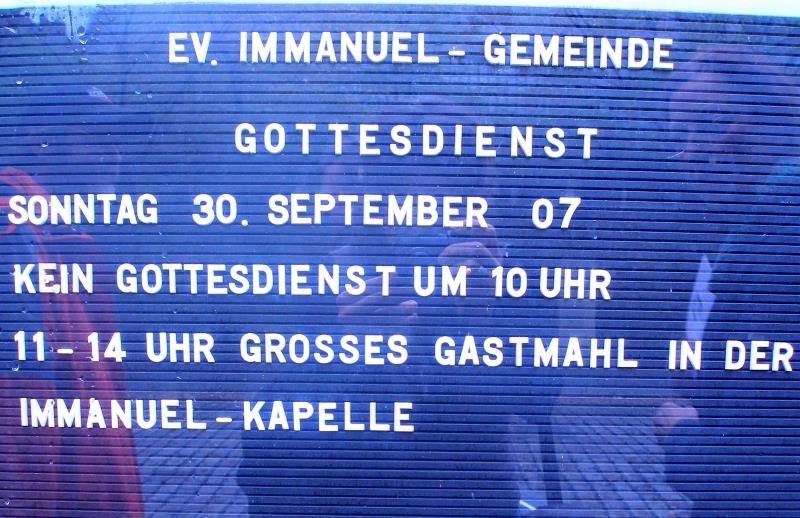 EV. IMMANUEL - GEMEINDE
GOTTESDIENST
SONNTAG 30. SEPTEMBER 07
KEIN GOTTESDIENST UM 10 UHR
11 - 14 UHR GROSSES GASTMAHL IN DER
IMMANUEL - KAPELLE